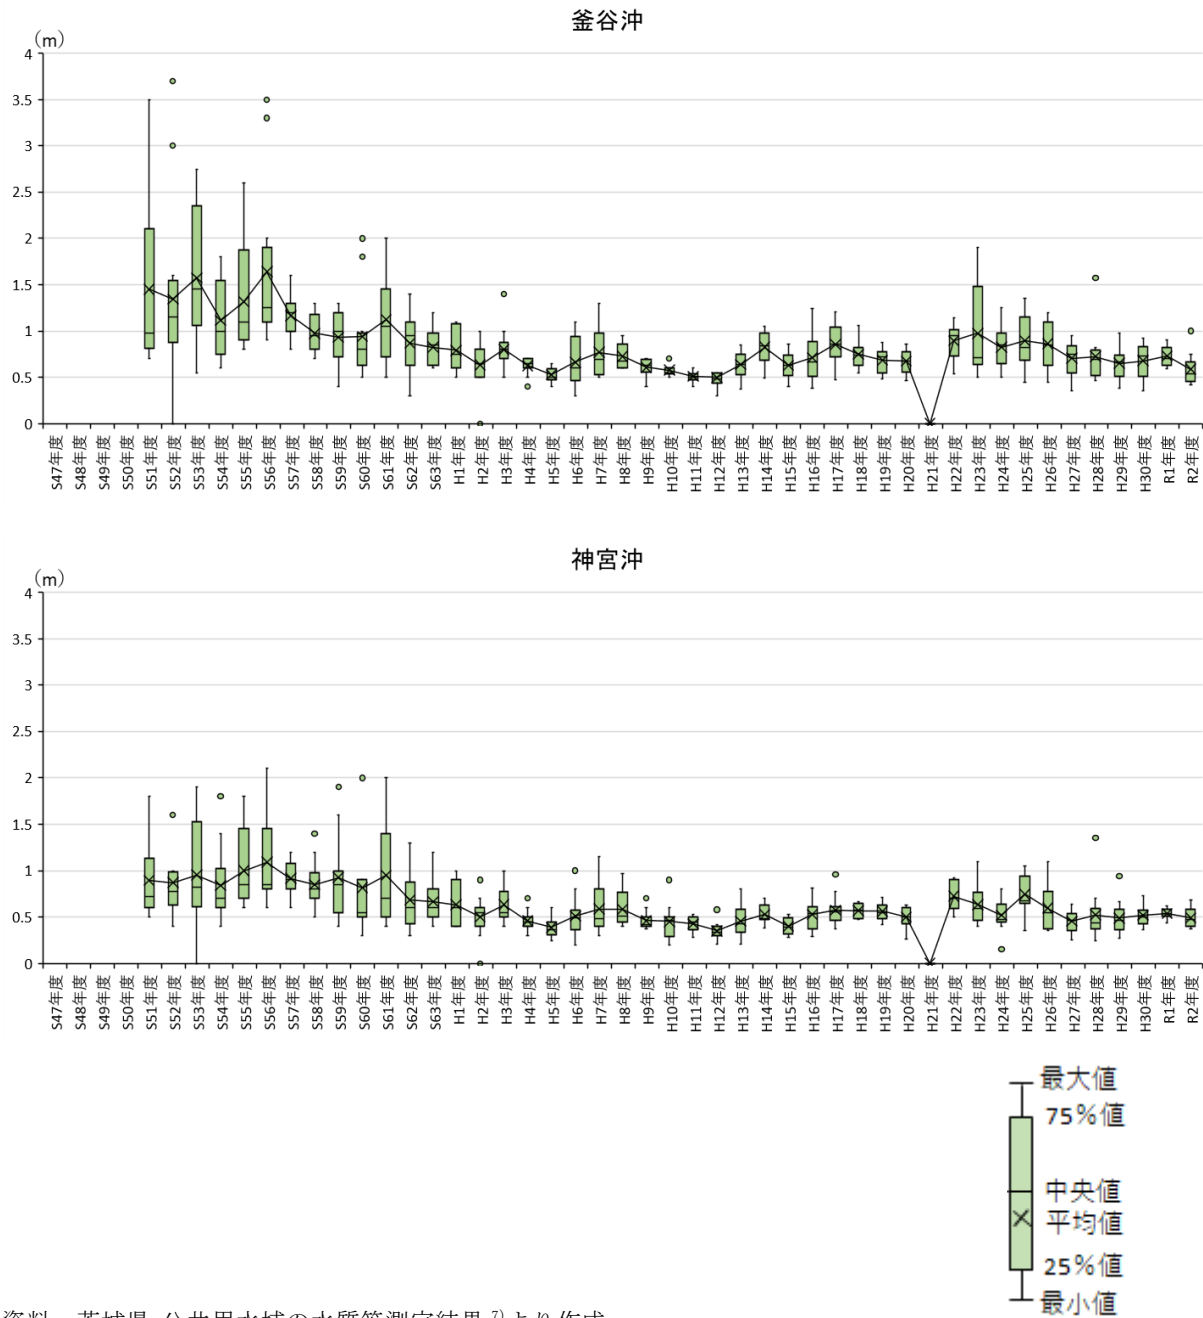 釜谷沖
（m）
4
3.5
3
2.5
2
1.5
1
0.5
0
S47年度
S48年度
S49年度
S50年度
S51年度
S52年度
S53年度
S54年度
S55年度
S56年度
S57年度
S58年度
S59年度
S60年度
S61年度
S62年度
S63年度
H1年度
H2年度
H3年度
H4年度
H5年度
H6年度
H7年度
H8年度
H9年度
H10年度
H11年度
H12年度
H13年度
H14年度
H15年度
H16年度
H17年度
H18年度
H19年度
H20年度
H21年度
H22年度
H23年度
H24年度
H25年度
H26年度
H27年度
H28年度
H29年度
H30年度
R1年度
R2年度
神宮沖
（m）
4
3.5
3
2.5
2
1.5
1
0.5
0
S47年度
S48年度
S49年度
S50年度
S51年度
S52年度
S53年度
S54年度
S55年度
S56年度
S57年度
S58年度
S59年度
S60年度
S61年度
S62年度
S63年度
H1年度
H2年度
H3年度
H4年度
H5年度
H6年度
H7年度
H8年度
H9年度
H10年度
H11年度
H12年度
H13年度
H14年度
H15年度
H16年度
H17年度
H18年度
H19年度
H20年度
H21年度
H22年度
H23年度
H24年度
H25年度
H26年度
H27年度
H28年度
H29年度
H30年度
R1年度
R2年度
最大値
75%値
中央値
平均値
25%値
最小値